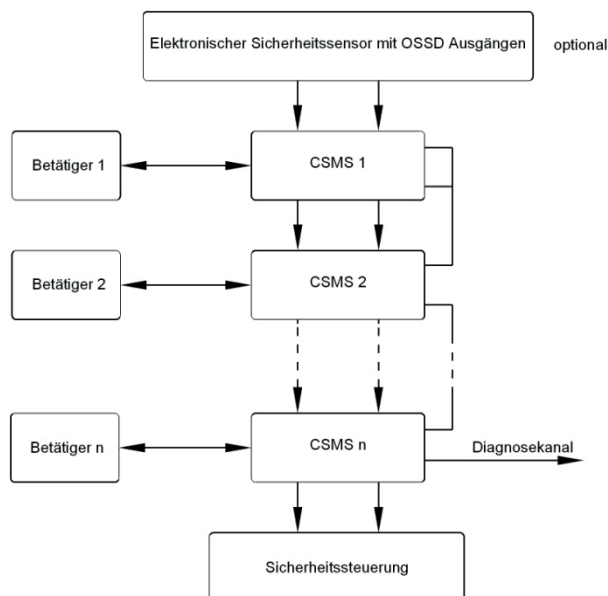 Elektronischer Sicherheitssensor mit OSSD Ausgängen
optional
Betätiger 1
CSMS 1
Betätiger 2
CSMS 2
Betätiger n
CSMS n
Diagnosekanal
Sicherheitssteuerung